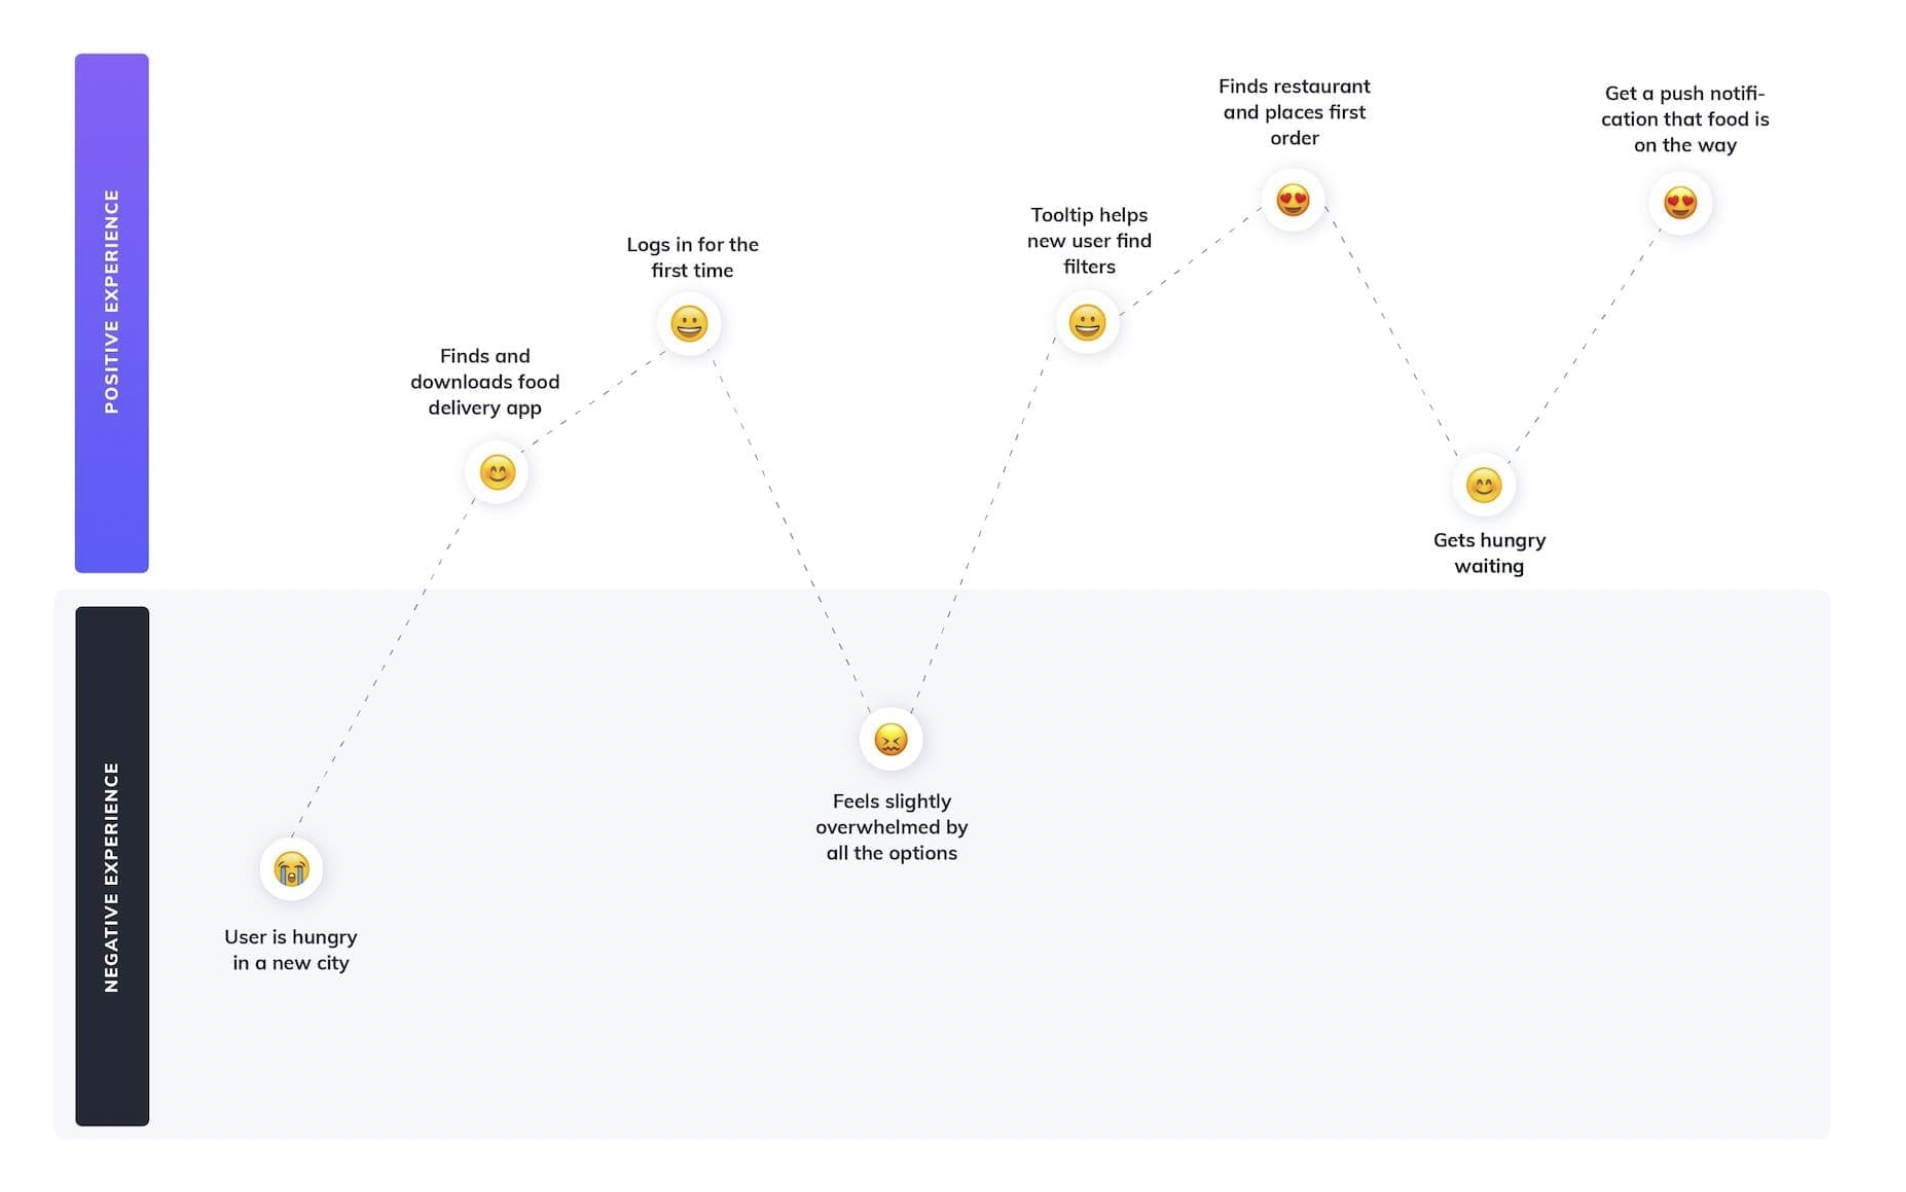 POSITIVE EXPERIENCE
NEGATIVE EXPERIENCE
User is hungry
in a new city
Finds and
downloads food
delivery app
Logs in for the
first time
Feels slightly
overwhelmed by
all the options
Tooltip helps
new user find
filters
Finds restaurant
and places first
order
Gets hungry
waiting
Get a push notifi-
cation that food is
on the way